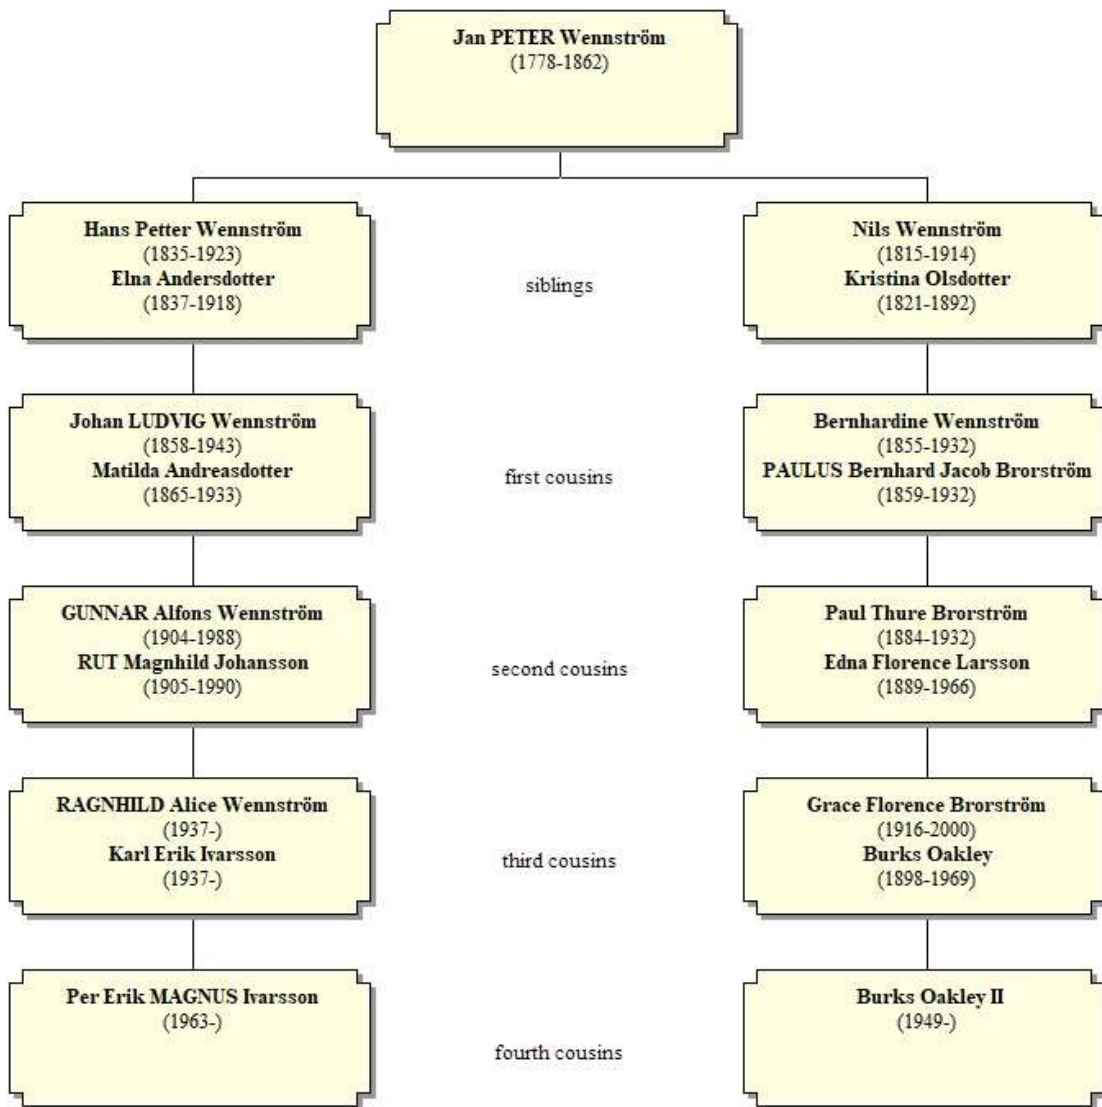 Jan PETER Wennström
(1778-1862)
Hans Petter Wennström
(1835-1923)
Elna Andersdotter
(1837-1918)
siblings
Nils Wennström
(1815-1914)
Kristina Olsdotter
(1821-1892)
Johan LUDVIG Wennström
(1858-1943)
Matilda Andreasdotter
(1865-1933)
first cousins
Bernhardine Wennström
(1855-1932)
PAULUS Bernhard Jacob Brorström
(1859-1932)
GUNNAR Alfons Wennström
(1904-1988)
RUT Magnhild Johansson
(1905-1990)
second cousins
Paul Thure Brorström
(1884-1932)
Edna Florence Larsson
(1889-1966)
RAGNHILD Alice Wennström
(1937-)
Karl Erik Ivarsson
(1937-)
third cousins
Grace Florence Brorström
(1916-2000)
Burks Oakley
(1898-1969)
Per Erik MAGNUS Ivarsson
(1963-)
fourth cousins
Burks Oakley II
(1949-)